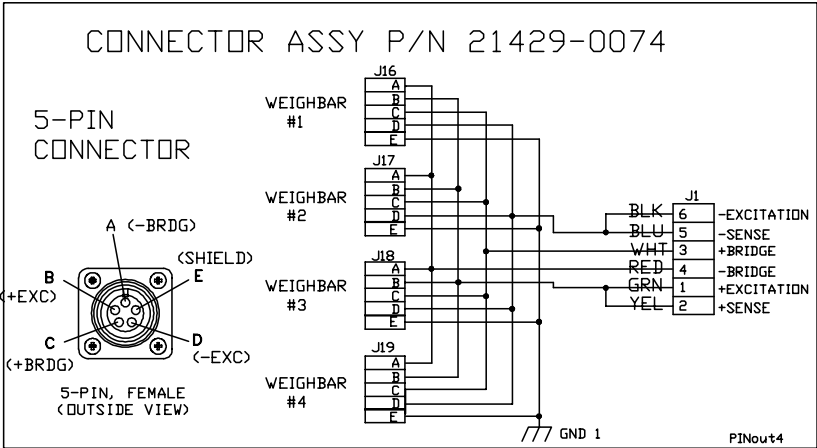 CONNECTOR ASSY P/N 21429-0074
5-PIN
CONNECTOR
A (-BRDG)
(SHIELD)
B
E
(+EXC)
C
D
(+BRDG)
(-EXC)
5-PIN, FEMALE
(OUTSIDE VIEW)
WEIGHBAR
#1
J16
A
B
C
D
E
WEIGHBAR
#2
J17
A
B
C
D
E
WEIGHBAR
#3
J18
A
B
C
D
E
WEIGHBAR
#4
J19
A
B
C
D
E
GND 1
J1
BLK 6 -EXCITATION
BLU 5 -SENSE
WHT 3 +BRIDGE
RED 4 -BRIDGE
GRN 1 +EXCITATION
YEL 2 +SENSE
PINout4